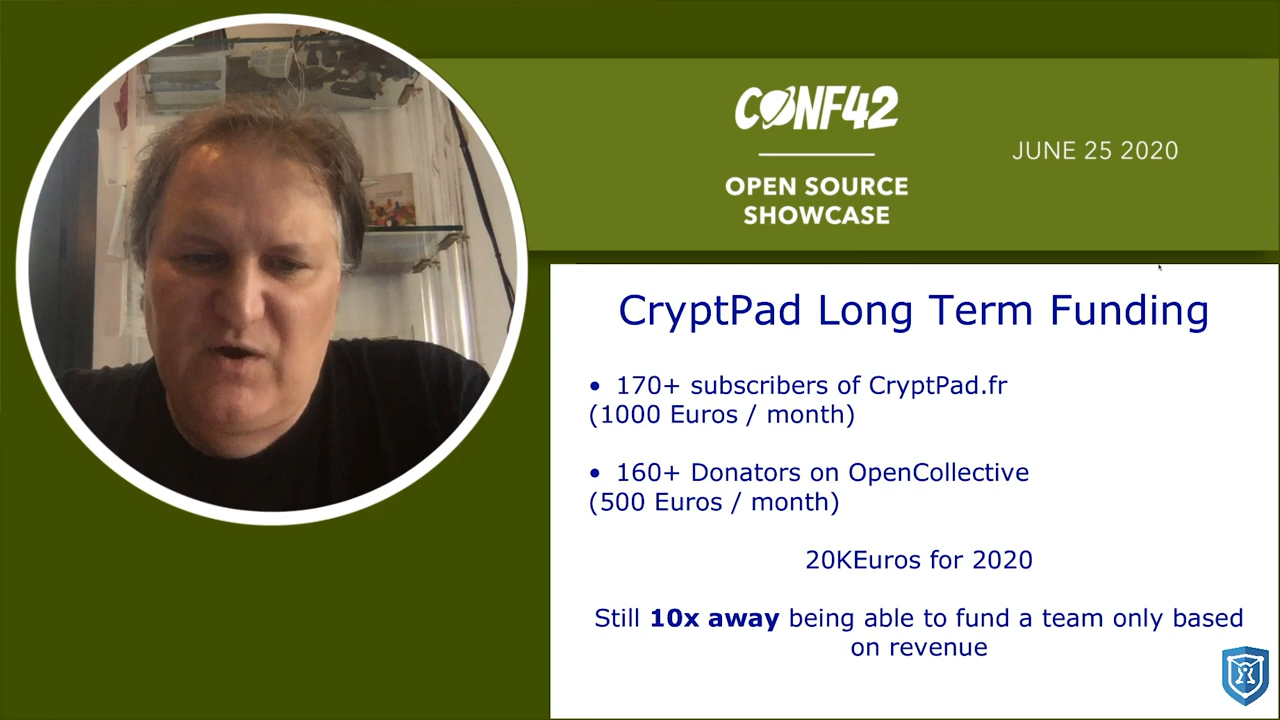 CONF42
OPEN SOURCE
SHOWCASE
JUNE 25 2020
CryptPad Long Term Funding
• 170+ subscribers of CryptPad.fr
(1000 Euros / month)
• 160+ Donators on OpenCollective
(500 Euros / month)
20KEuros for 2020
Still 10x away being able to fund a team only based
on revenue